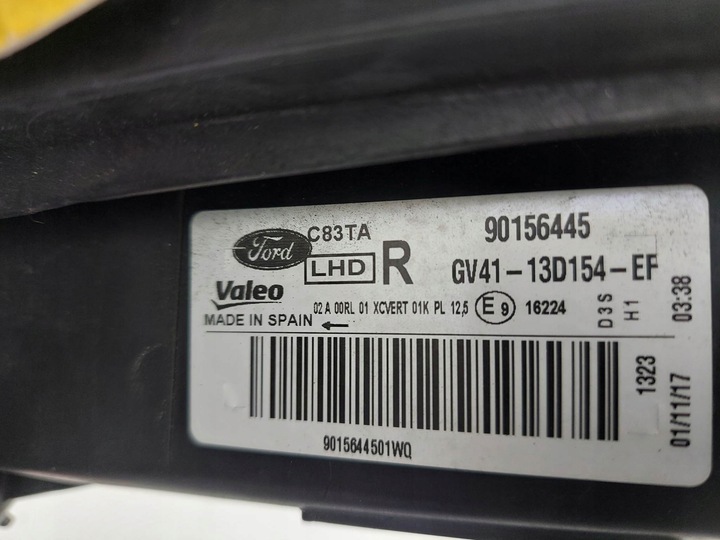 C83TA
90156445
Ford
LHD
R
GV41-13D154-EF
Valeo
02 A 00RL 01 XCVERT 01K PL 12,5 E 9 16224
MADE IN SPAIN ←
D3S
H1
03:38
1323
01/11/17
9015644501WQ